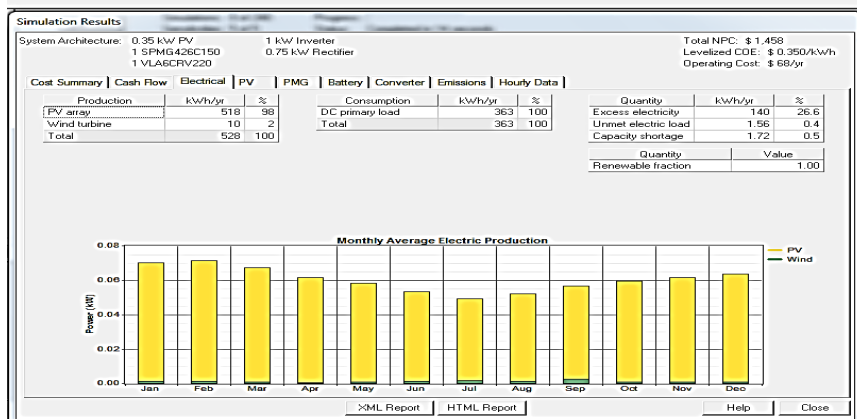 Simulation Results
System Architecture: 0.35 kW PV 1 kW Inverter Total NPC: $ 1,458
1 SPMG426C150 0.75 kW Rectifier Levelized COE: $ 0.350/kWh
1 VLA6CRV220 Operating Cost: $ 68/yr
Cost Summary Cash Flow Electrical PV PMG Battery Converter Emissions Hourly Data
Production kWh/yr % Consumption kWh/yr % Quantity kWh/yr %
PV array 518 98 DC primary load 363 100 Excess electricity 140 26.6
Wind turbine 10 2 Total 363 100 Unmet electric load 1.56 0.4
Total 528 100 Capacity shortage 1.72 0.5
Quantity Value
Renewable fraction 1.00
Monthly Average Electric Production
0.08
0.06
0.04
0.02
0.00
Power (kW)
Jan Feb Mar Apr May Jun Jul Aug Sep Oct Nov Dec
PV
Wind
XML Report HTML Report Help Close